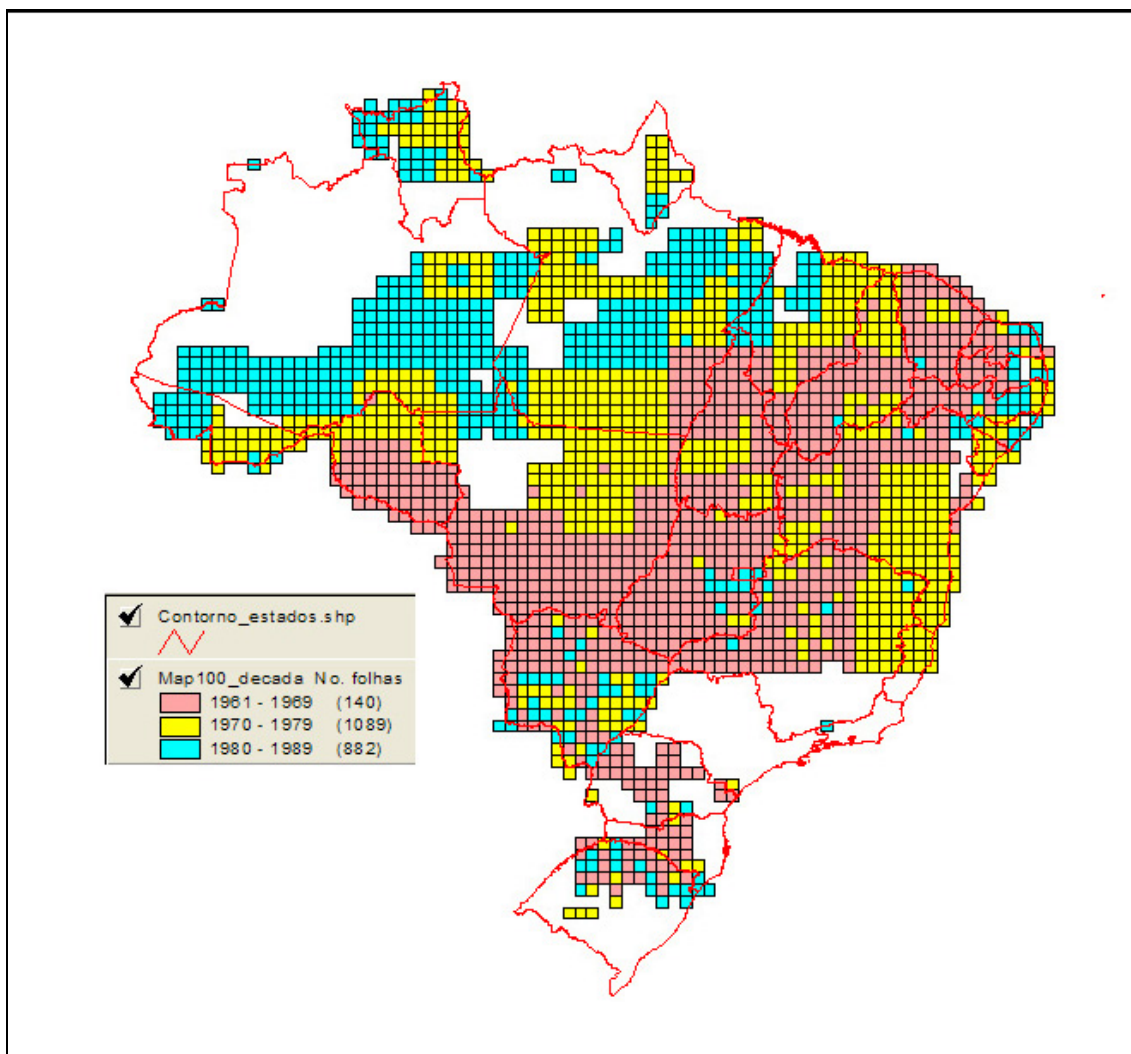 Contorno_estados.shp
Map100_decada No. folhas
1961 - 1969 (140)
1970 - 1979 (1089)
1980 - 1989 (882)